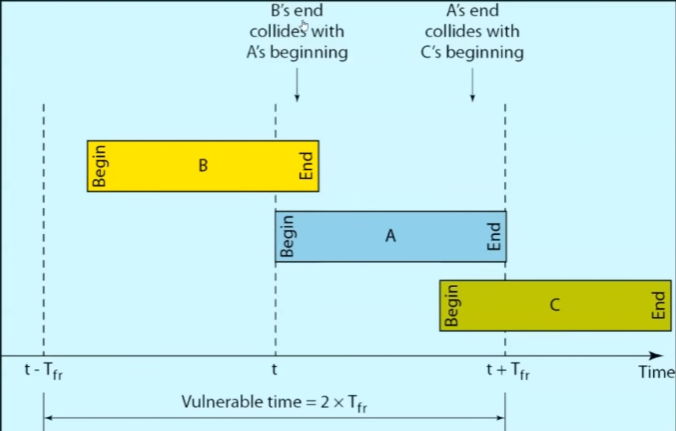 B's end
collides with
A's beginning
A's end
collides with
C's beginning
Begin B End
Begin A End
Begin C End
t - Tfr
t
t + Tfr
Time
Vulnerable time = 2 × Tfr